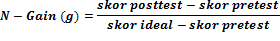 N − Gain (g) = skor posttest − skor pretest
skor ideal − skor pretest